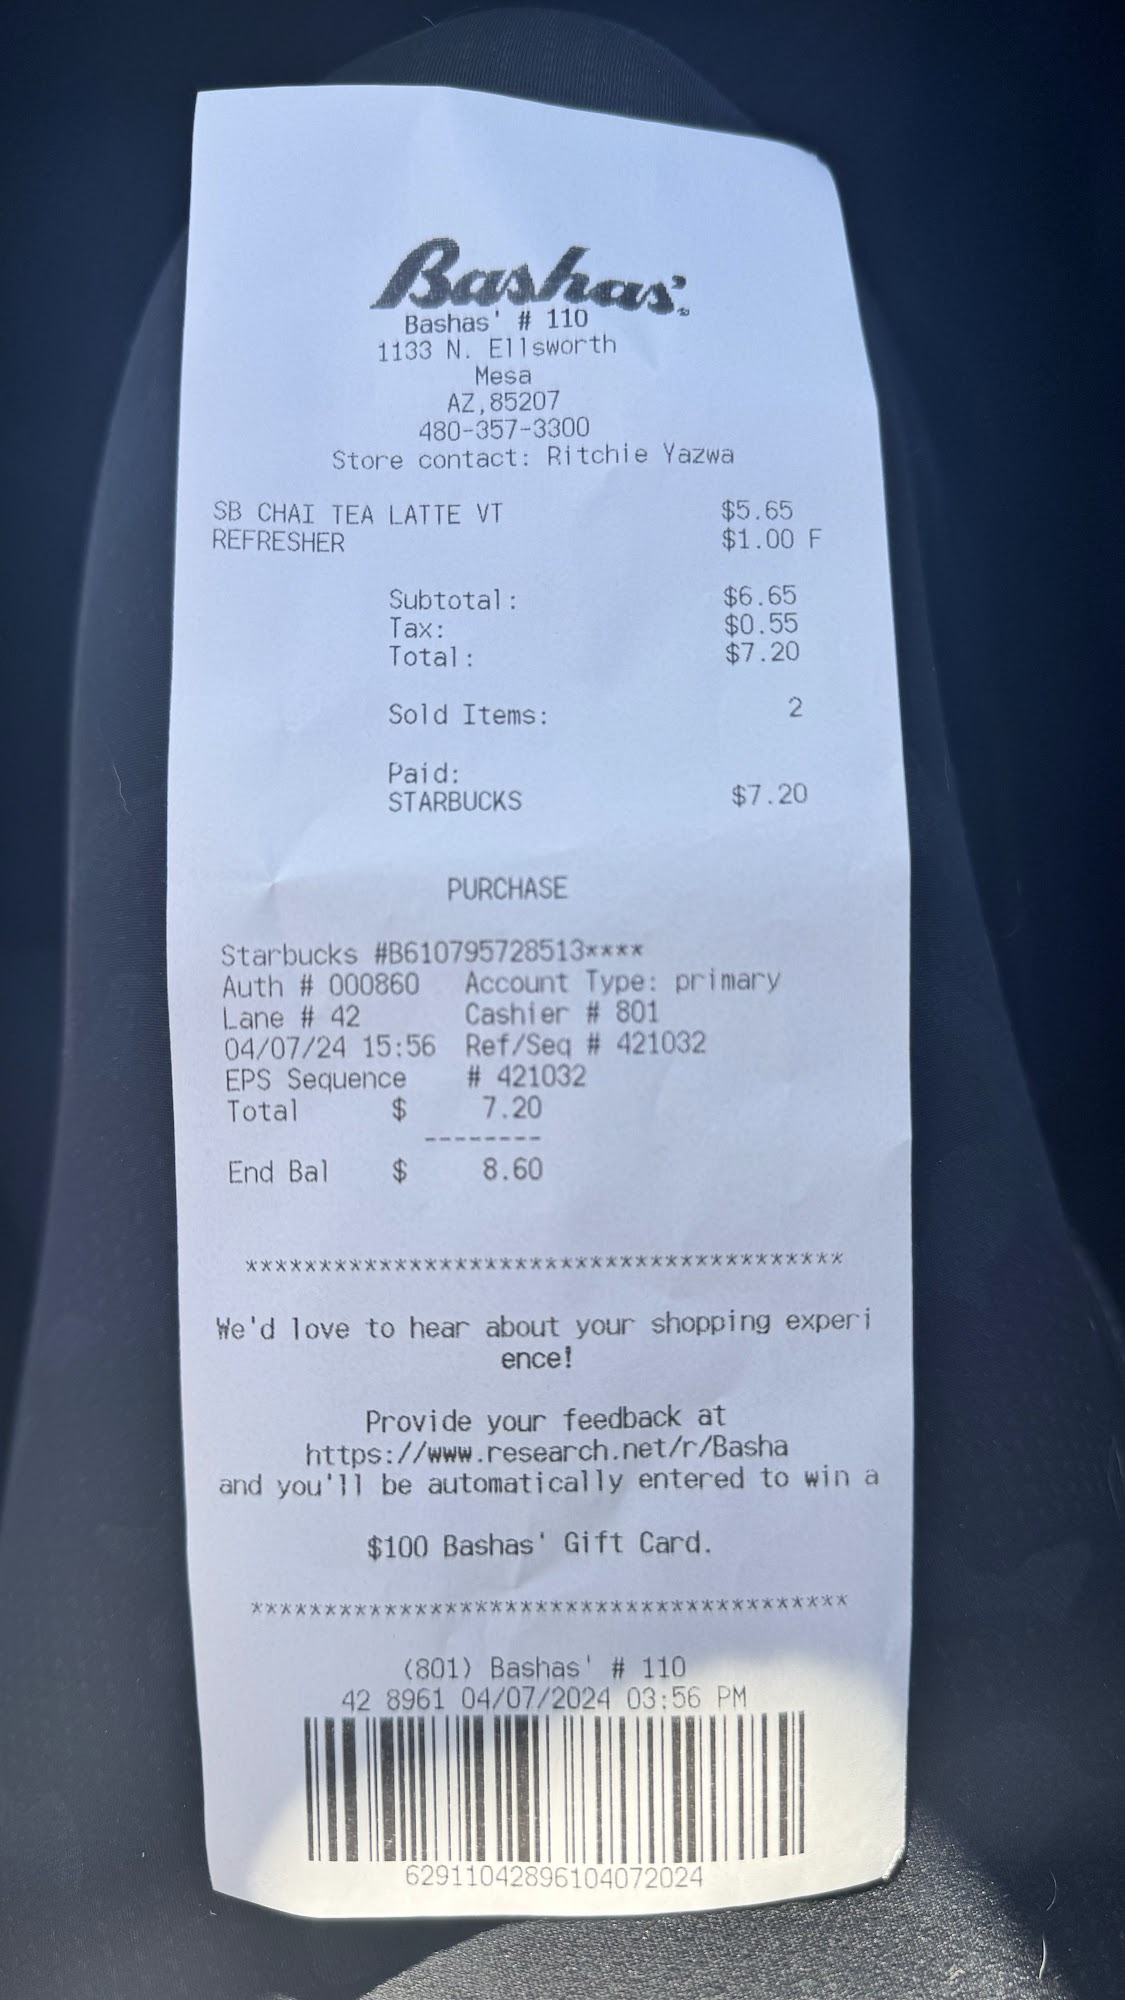 Bashas'.
Bashas' # 110
1133 N. Ellsworth
Mesa
AZ,85207
480-357-3300
Store contact: Ritchie Yazwa
SB CHAI TEA LATTE VT $5.65
REFRESHER $1.00 F
Subtotal: $6.65
Tax: $0.55
Total: $7.20
Sold Items: 2
Paid:
STARBUCKS $7.20
PURCHASE
Starbucks #B610795728513****
Auth # 000860 Account Type: primary
Lane # 42 Cashier # 801
04/07/24 15:56 Ref/Seq # 421032
EPS Sequence # 421032
Total $ 7.20
--------
End Bal $ 8.60
****************************************
We'd love to hear about your shopping experi
ence!
Provide your feedback at
https://www.research.net/r/Basha
and you'll be automatically entered to win a
$100 Bashas' Gift Card.
****************************************
(801) Bashas' # 110
42 8961 04/07/2024 03:56 PM
62911042896104072024